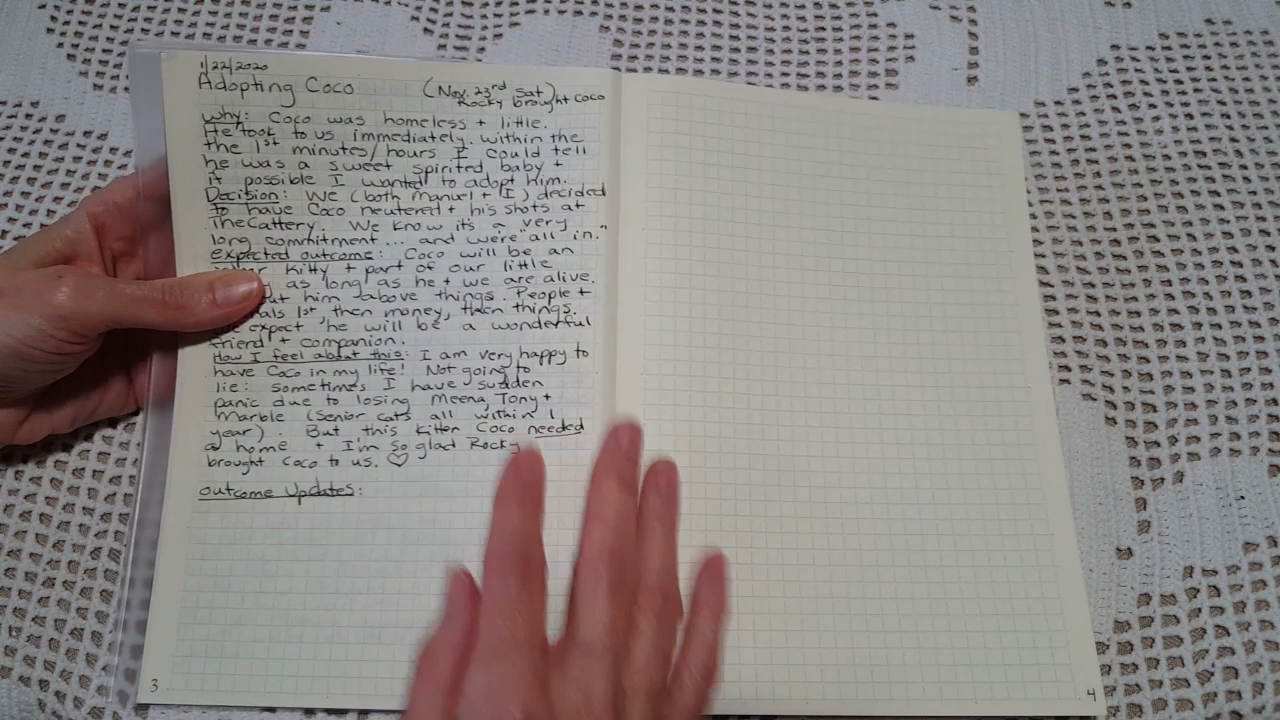 1/22/2020
Adopting Coco (Nov. 23rd Sat)
Rocky brought Coco
why: Coco was homeless + little.
He took to us immediately. within the
the 1st minutes/hours I could tell
he was a sweet spirited baby +
if possible I wanted to adopt him.
Decision: We (both Manuel + I) decided
to have Coco neutered + his shots at
TheCattery. We know it's a "very
long commitment... and we're all in."
expected outcome: Coco will be an
Kitty + part of our little
as long as he + we are alive.
him above things. People +
1st, then money, then things.
expect he will be a wonderful
friend + companion.
How I feel about this: I am very happy to
have Coco in my life! Not going to
lie: sometimes I have sudden
panic due to losing Meena, Tony +
Marble (senior cats all within 1
year). But this kitten Coco needed
a home + I'm so glad Rocky
brought Coco to us. ♡
outcome updates:
3
4